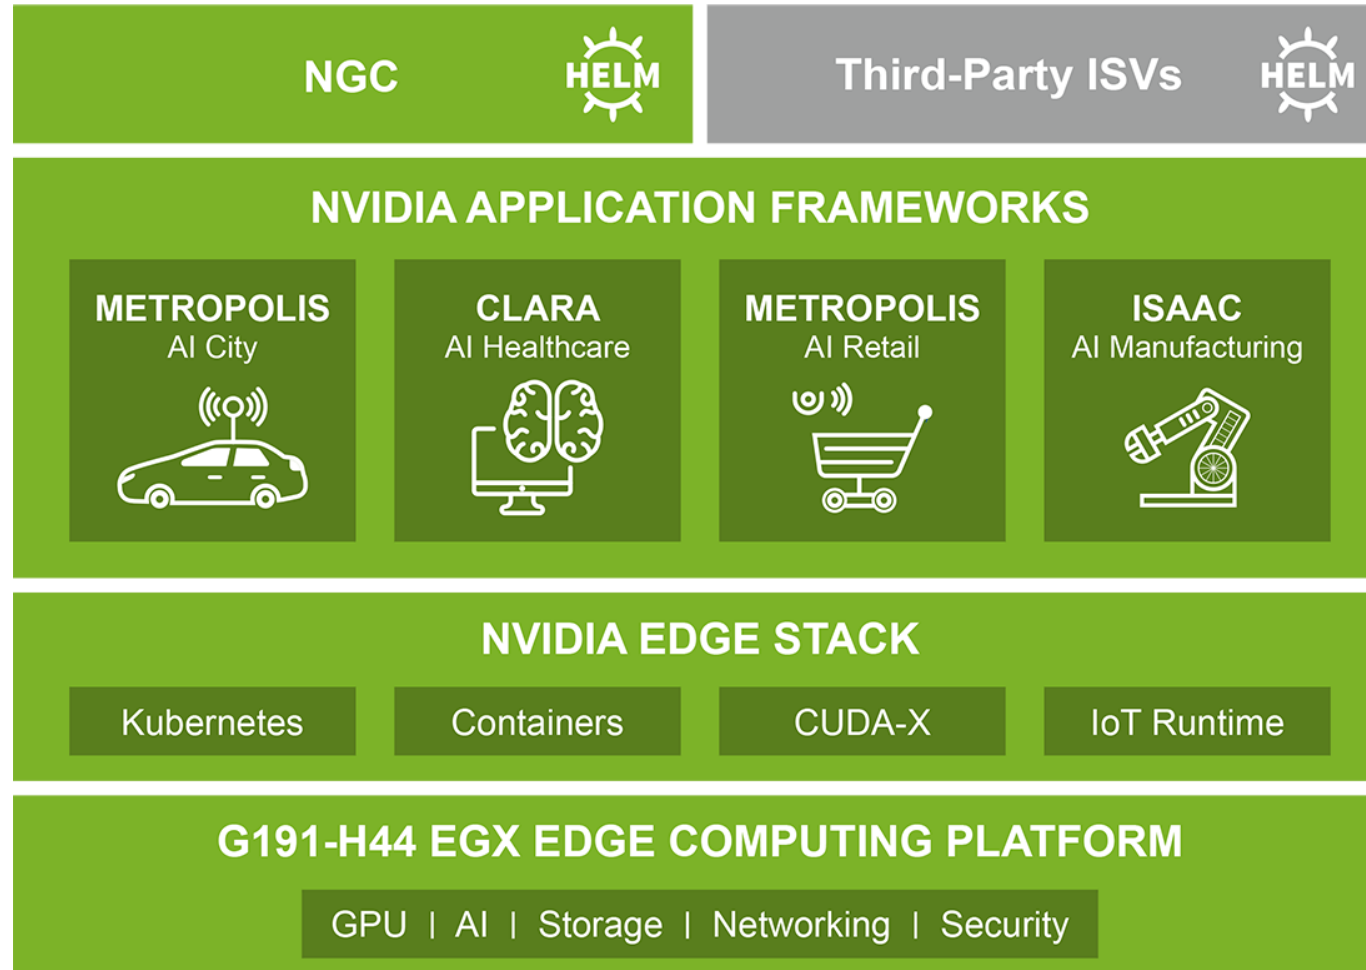 NGC
HELM
Third-Party ISVs
HELM
NVIDIA APPLICATION FRAMEWORKS
METROPOLIS
AI City
CLARA
AI Healthcare
METROPOLIS
AI Retail
ISAAC
AI Manufacturing
NVIDIA EDGE STACK
Kubernetes
Containers
CUDA-X
IoT Runtime
G191-H44 EGX EDGE COMPUTING PLATFORM
GPU | AI | Storage | Networking | Security